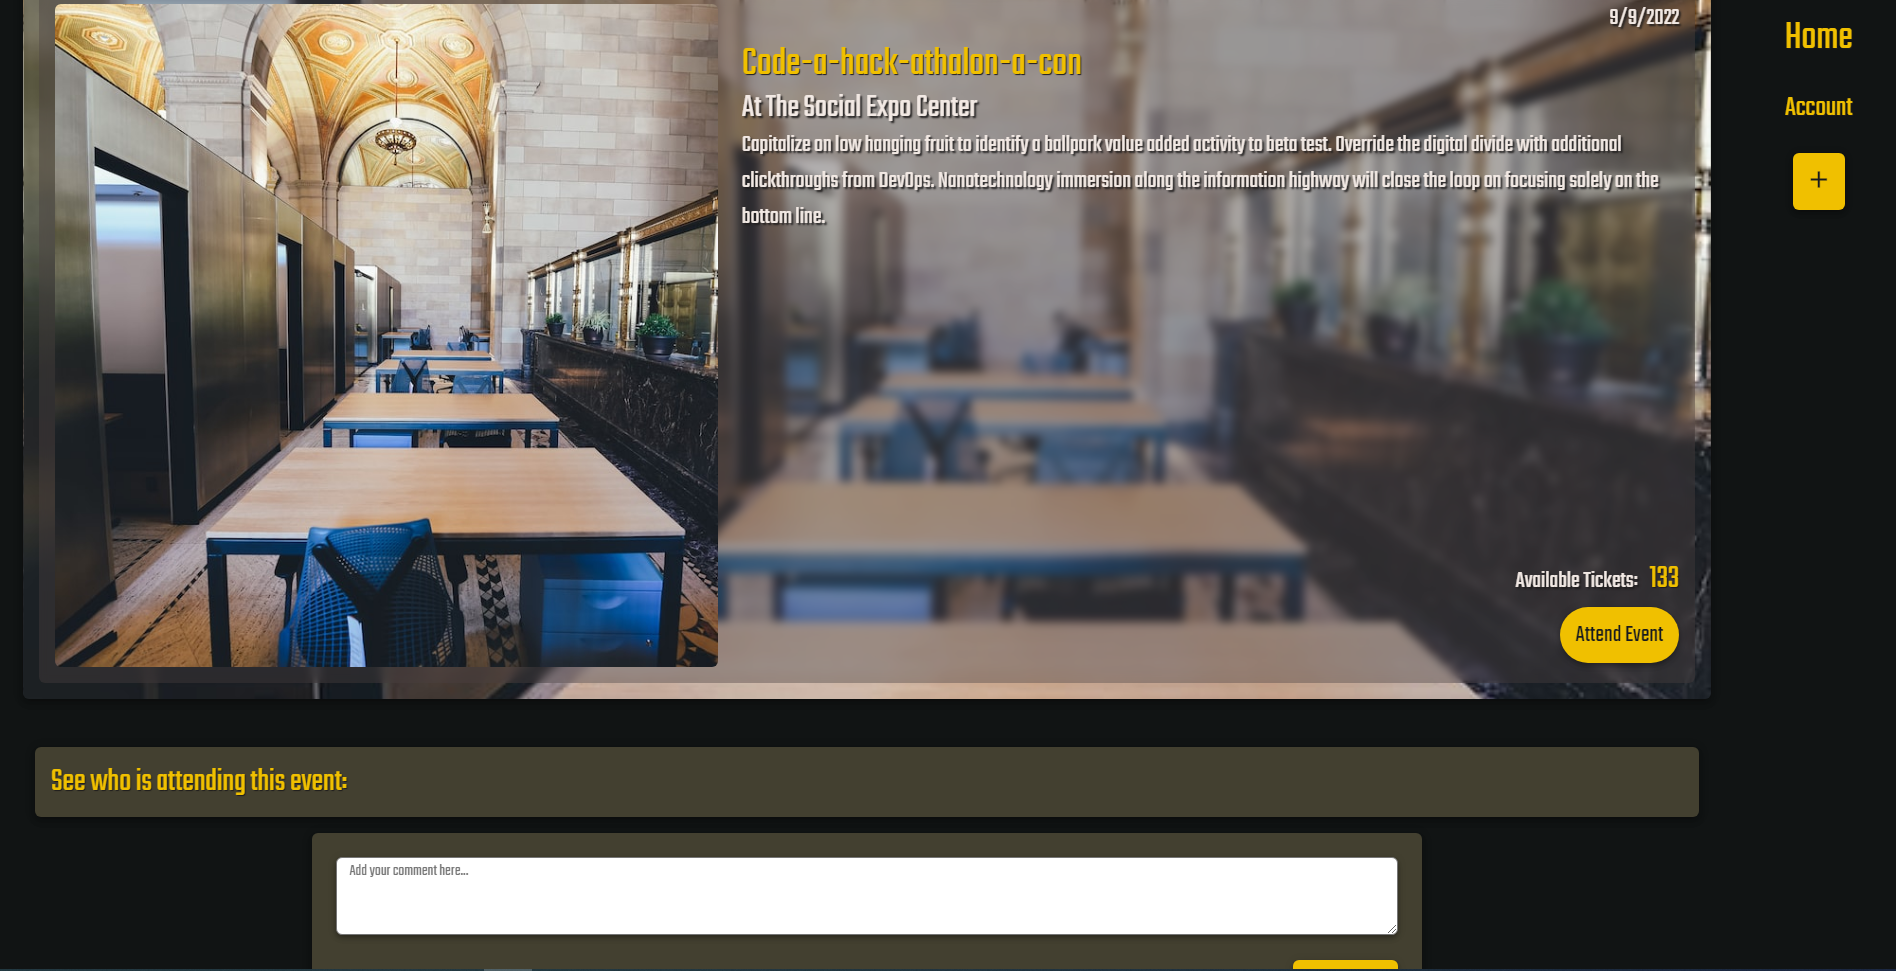 9/9/2022
Home
Code-a-hack-athalon-a-con
At The Social Expo Center
Account
Capitalize on low hanging fruit to identify a ballpark value added activity to beta test. Override the digital divide with additional
clickthroughs from DevOps. Nanotechnology immersion along the information highway will close the loop on focusing solely on the
bottom line.
+
Available Tickets: 133
Attend Event
See who is attending this event:
Add your comment here...